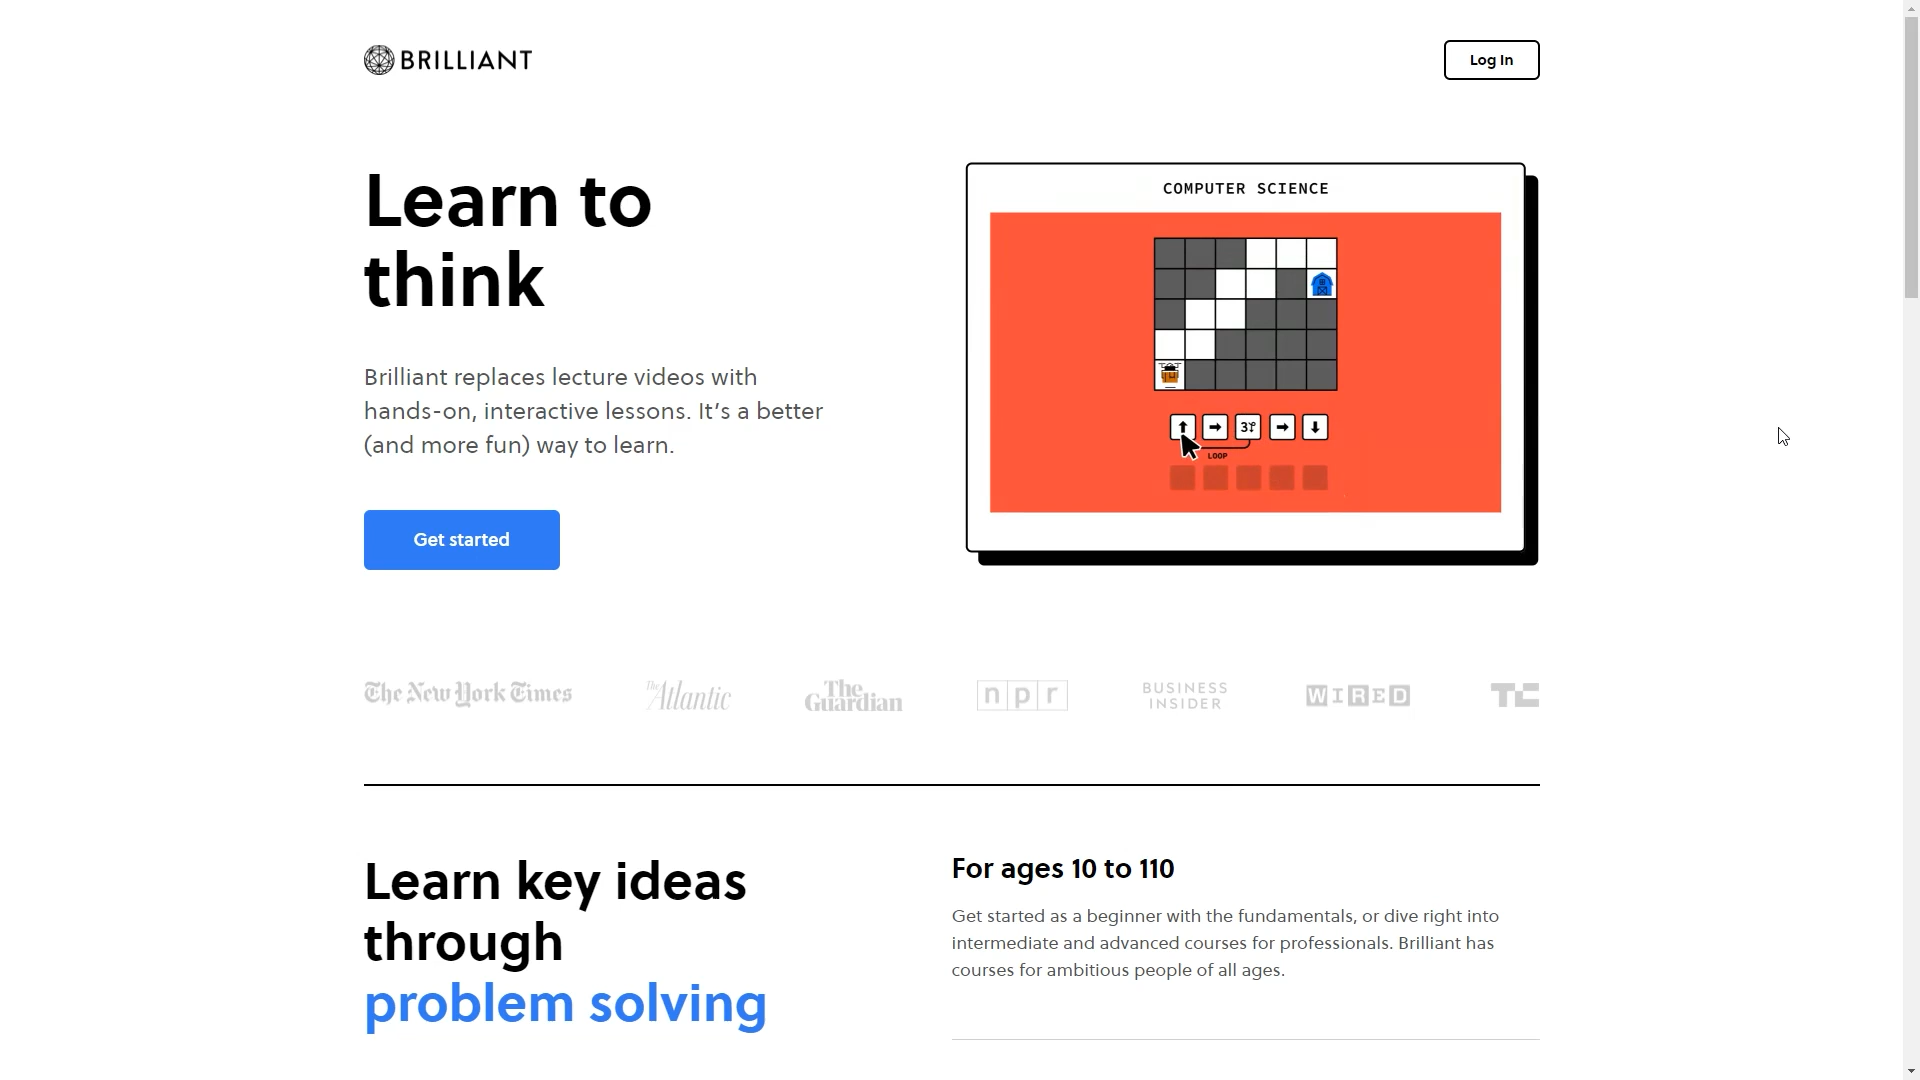 BRILLIANT
Log In
Learn to
think
Brilliant replaces lecture videos with
hands-on, interactive lessons. It’s a better
(and more fun) way to learn.
Get started
COMPUTER SCIENCE
3
LOOP
The New York Times
The Atlantic
The
Guardian
npr
BUSINESS
INSIDER
WIRED
TC
Learn key ideas
through
problem solving
For ages 10 to 110
Get started as a beginner with the fundamentals, or dive right into
intermediate and advanced courses for professionals. Brilliant has
courses for ambitious people of all ages.